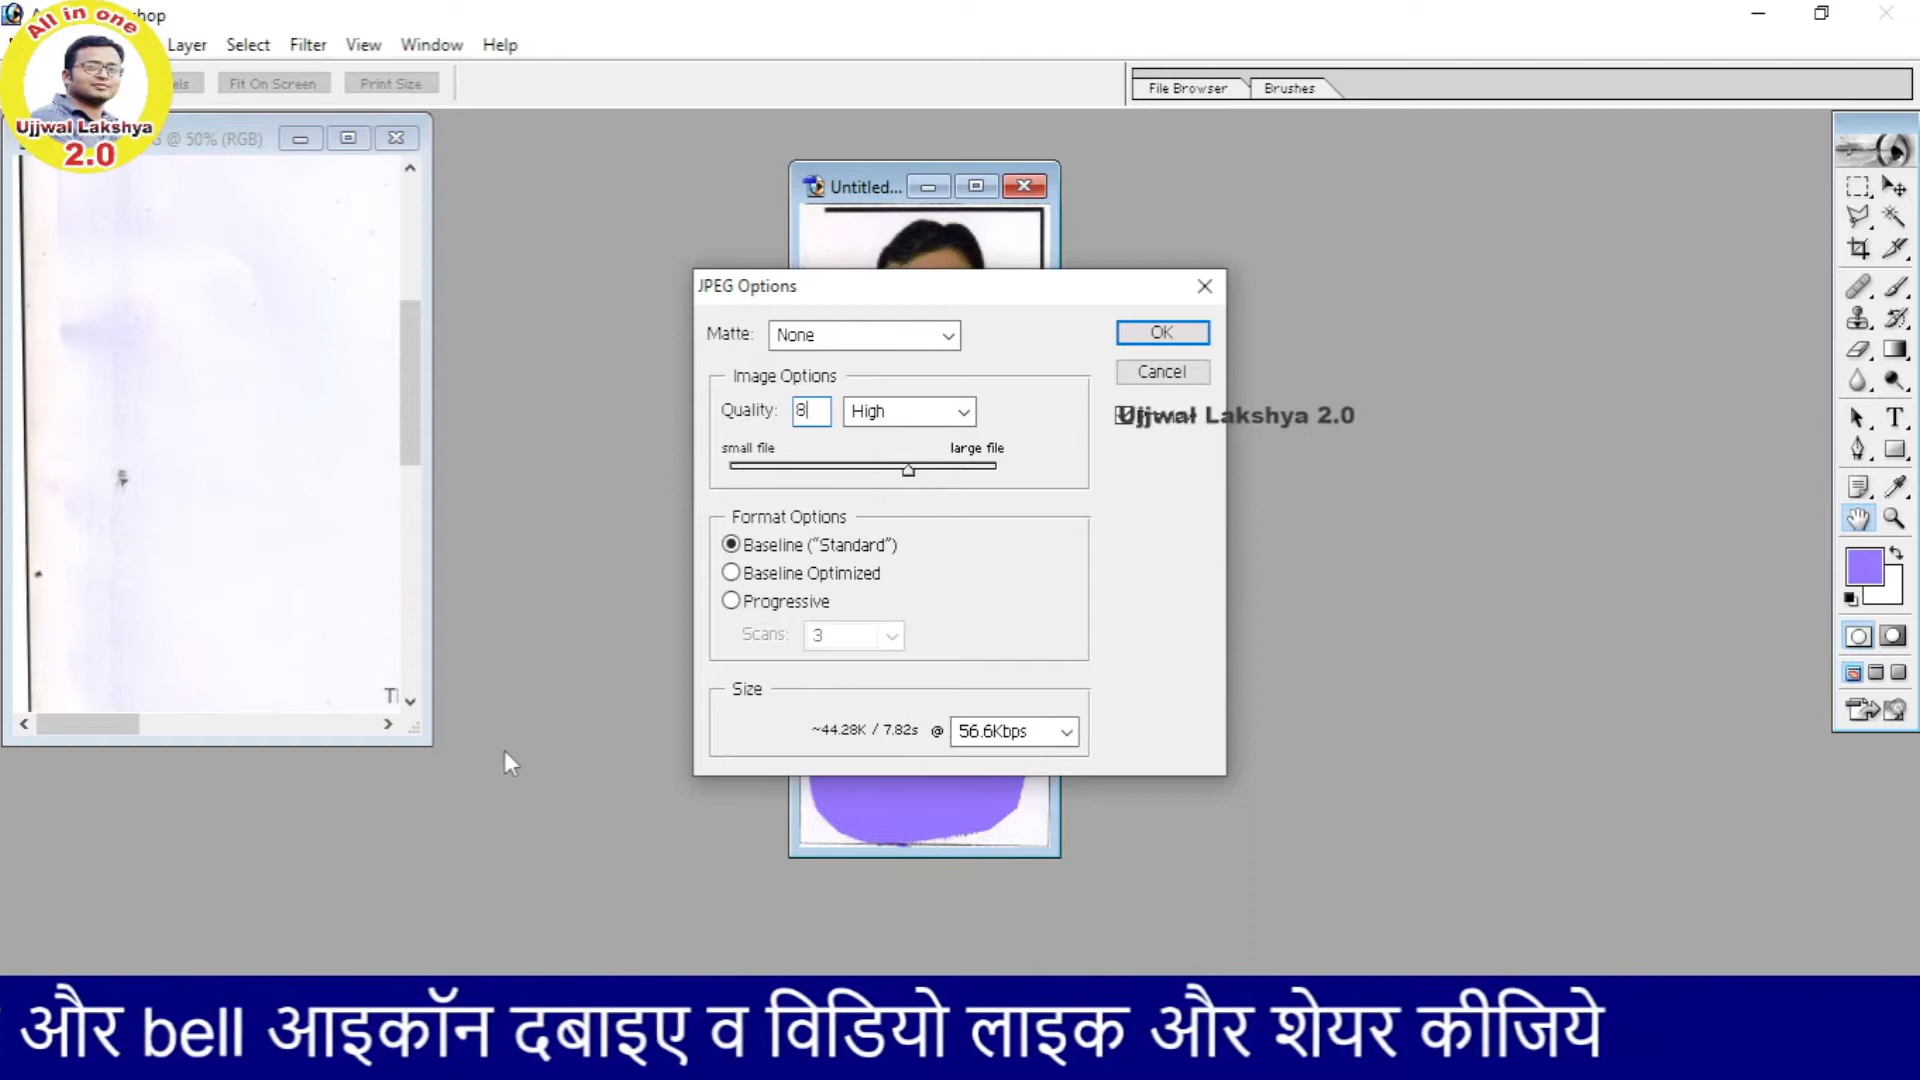 All in one
Ujjwal Lakshya
2.0
hop
Layer Select Filter View Window Help
els Fit On Screen Print Size
File Browser Brushes
G @ 50% (RGB)
Untitled...
JPEG Options
Matte: None
OK
Cancel
Image Options
Quality: 8 High
Ujjwal Lakshya 2.0
small file large file
Format Options
Baseline ("Standard")
Baseline Optimized
Progressive
Scans: 3
Size
~44.28K / 7.82s @ 56.6Kbps
और bell आइकॉन दबाइए व विडियो लाइक और शेयर कीजिये